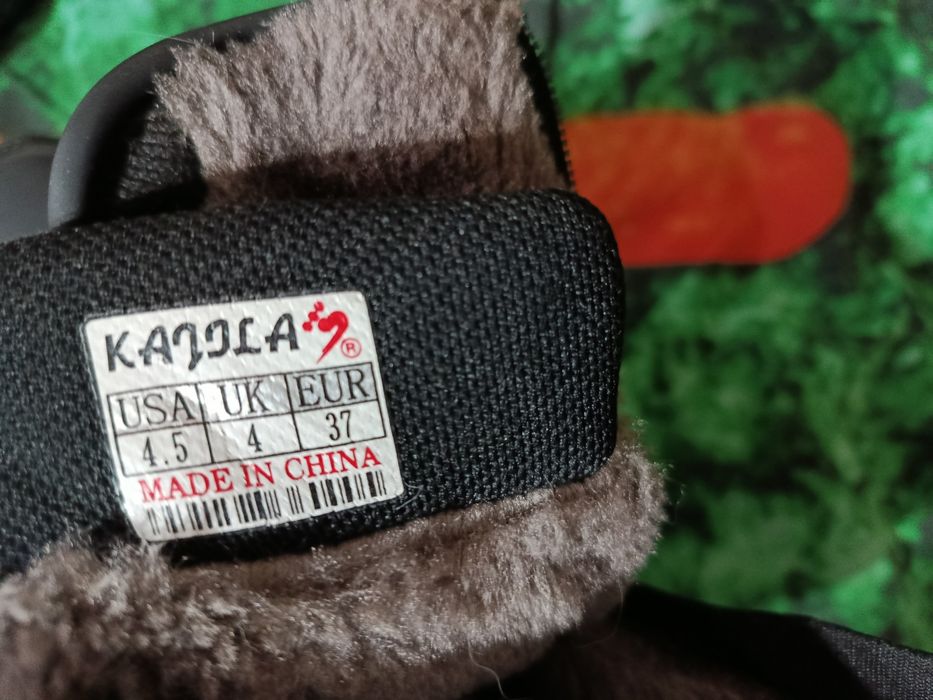 KAJILA ®
USA UK EUR
4.5 4 37
MADE IN CHINA